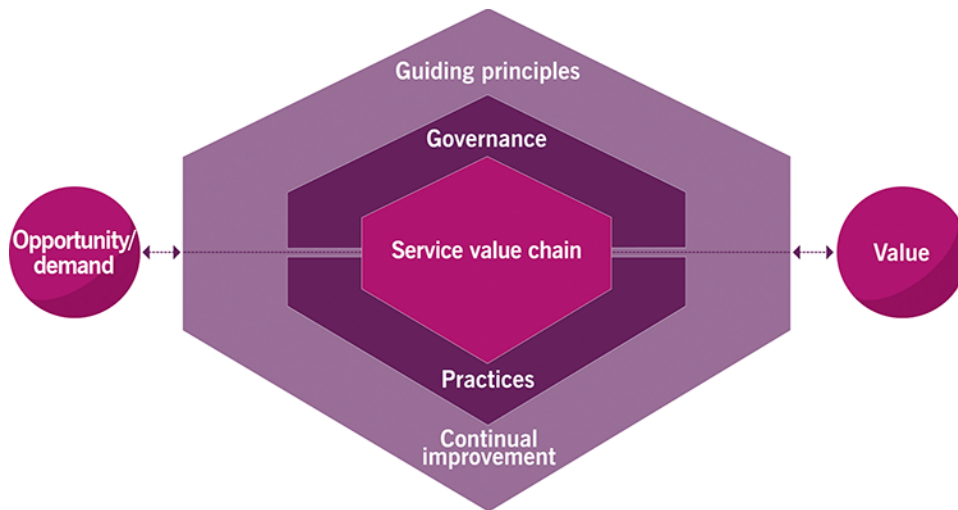 Guiding principles
Governance
Opportunity/
demand
Service value chain
Value
Practices
Continual
improvement